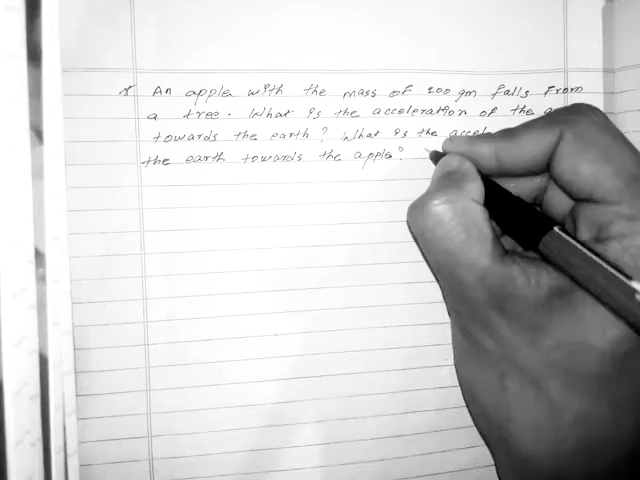 * An apple with the mass of 100 gm falls from
a tree. What is the acceleration of the
towards the earth? What is the
the earth towards the apple?